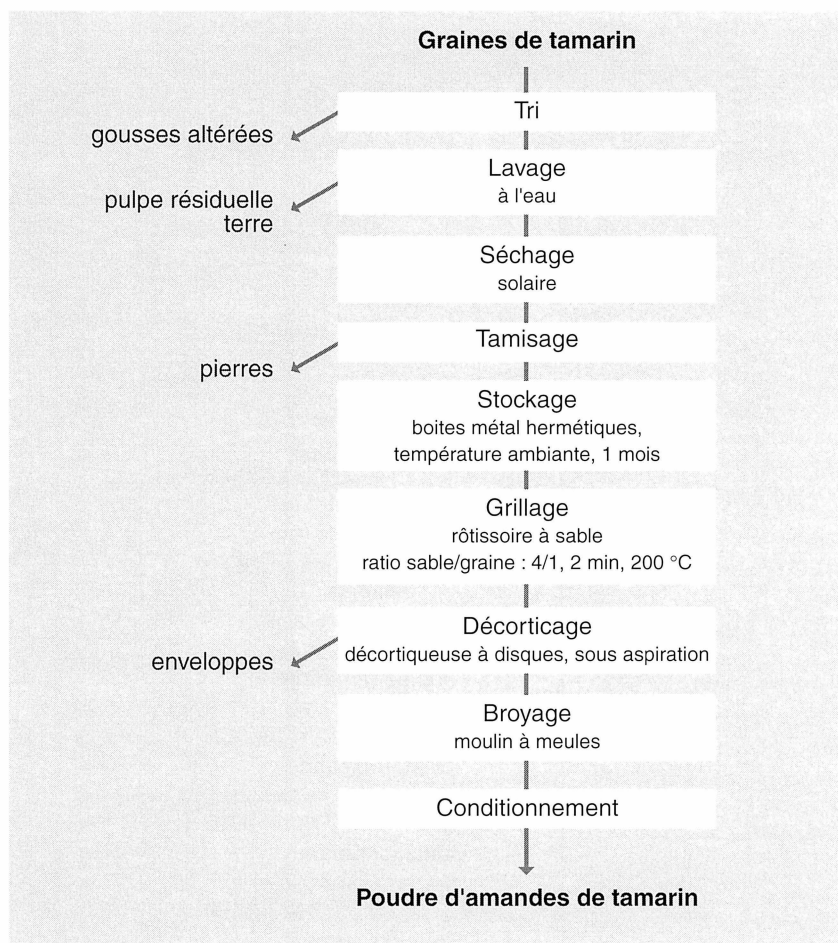 Graines de tamarin
Tri
gousses altérées
Lavage
à l'eau
pulpe résiduelle
terre
Séchage
solaire
Tamisage
pierres
Stockage
boites métal hermétiques,
température ambiante, 1 mois
Grillage
rôtissoire à sable
ratio sable/graine : 4/1, 2 min, 200 °C
Décorticage
décortiqueuse à disques, sous aspiration
enveloppes
Broyage
moulin à meules
Conditionnement
Poudre d'amandes de tamarin